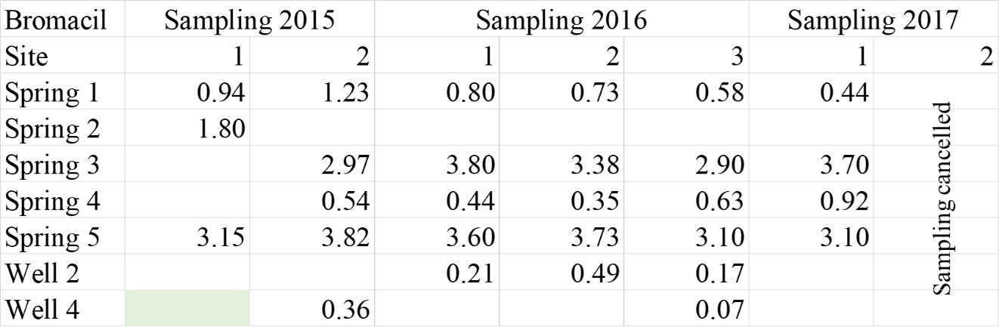 Bromacil Sampling 2015 Sampling 2016 Sampling 2017
Site 1 2 1 2 3 1 2
Spring 1 0.94 1.23 0.80 0.73 0.58 0.44
Spring 2 1.80
Spring 3 2.97 3.80 3.38 2.90 3.70
Spring 4 0.54 0.44 0.35 0.63 0.92
Spring 5 3.15 3.82 3.60 3.73 3.10 3.10
Well 2 0.21 0.49 0.17
Well 4 0.36 0.07
Sampling cancelled